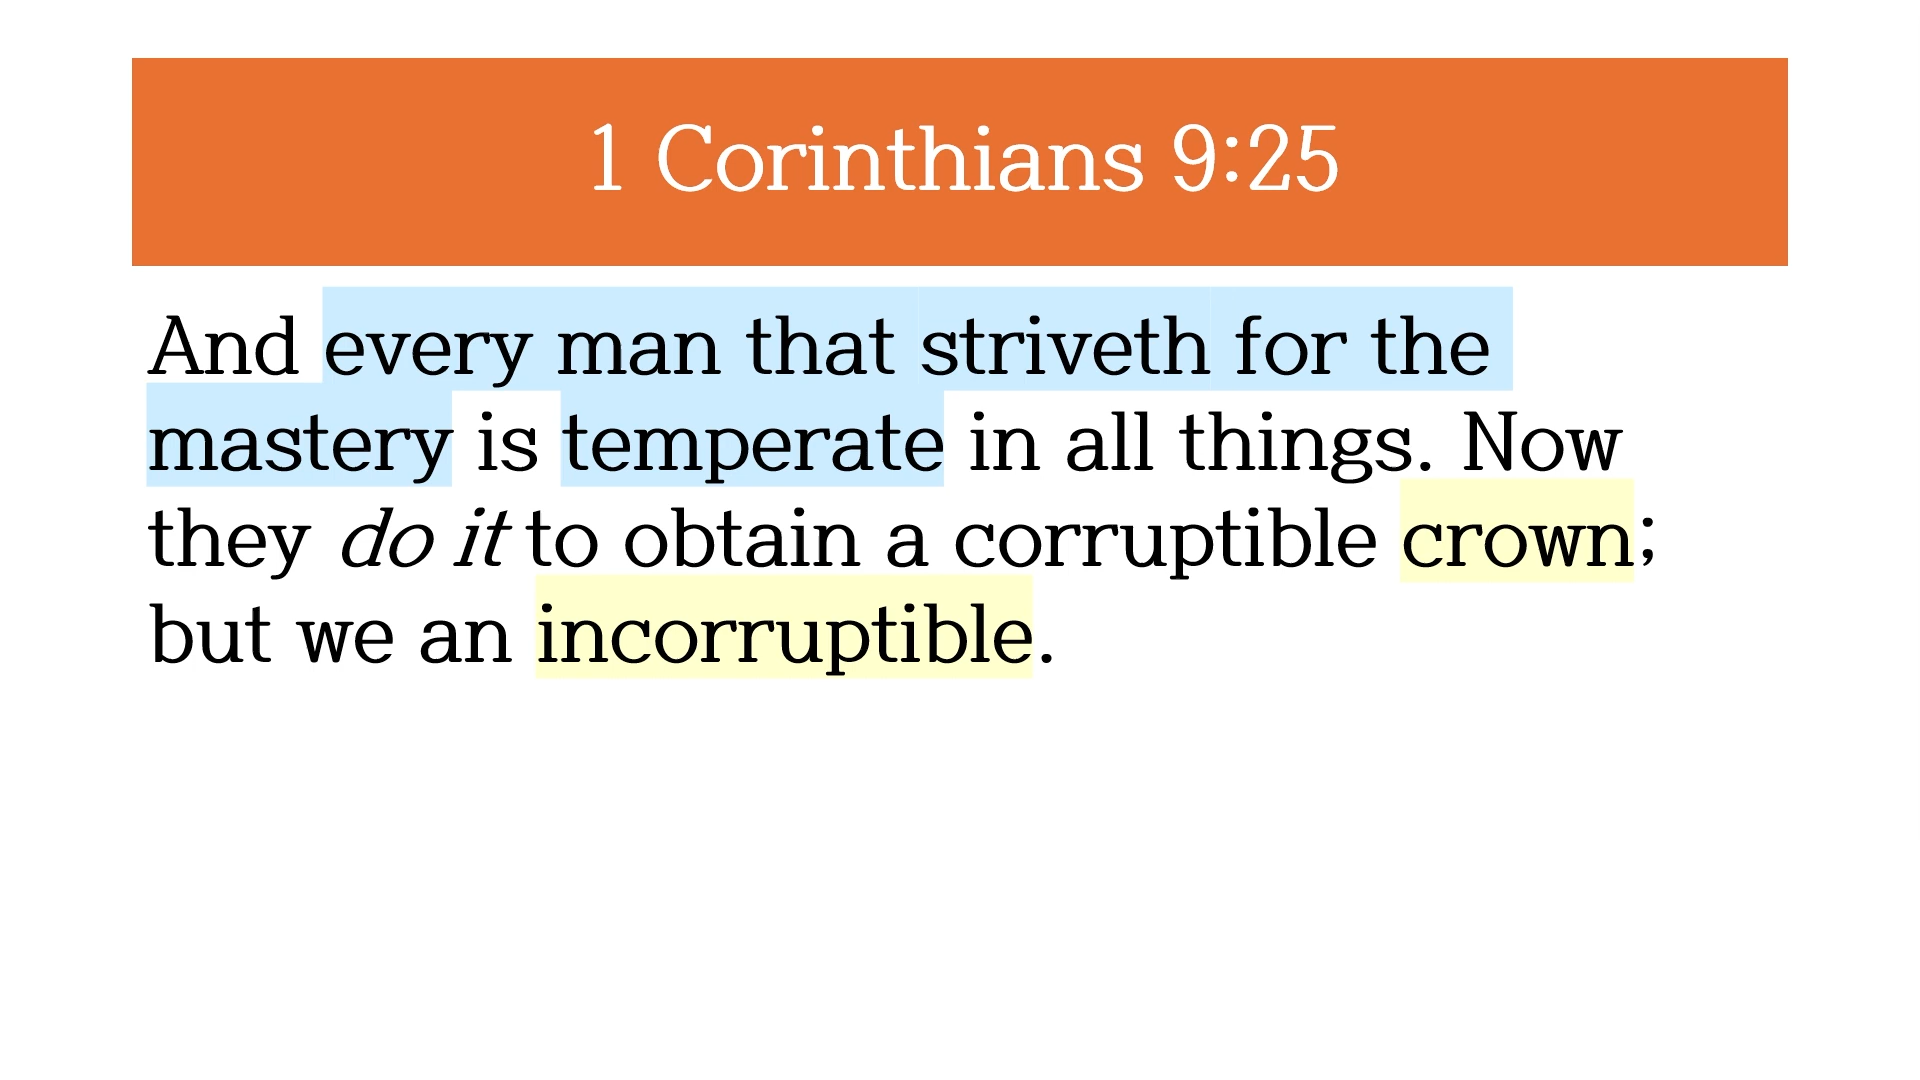 1 Corinthians 9:25
And every man that striveth for the
mastery is temperate in all things. Now
they do it to obtain a corruptible crown;
but we an incorruptible.